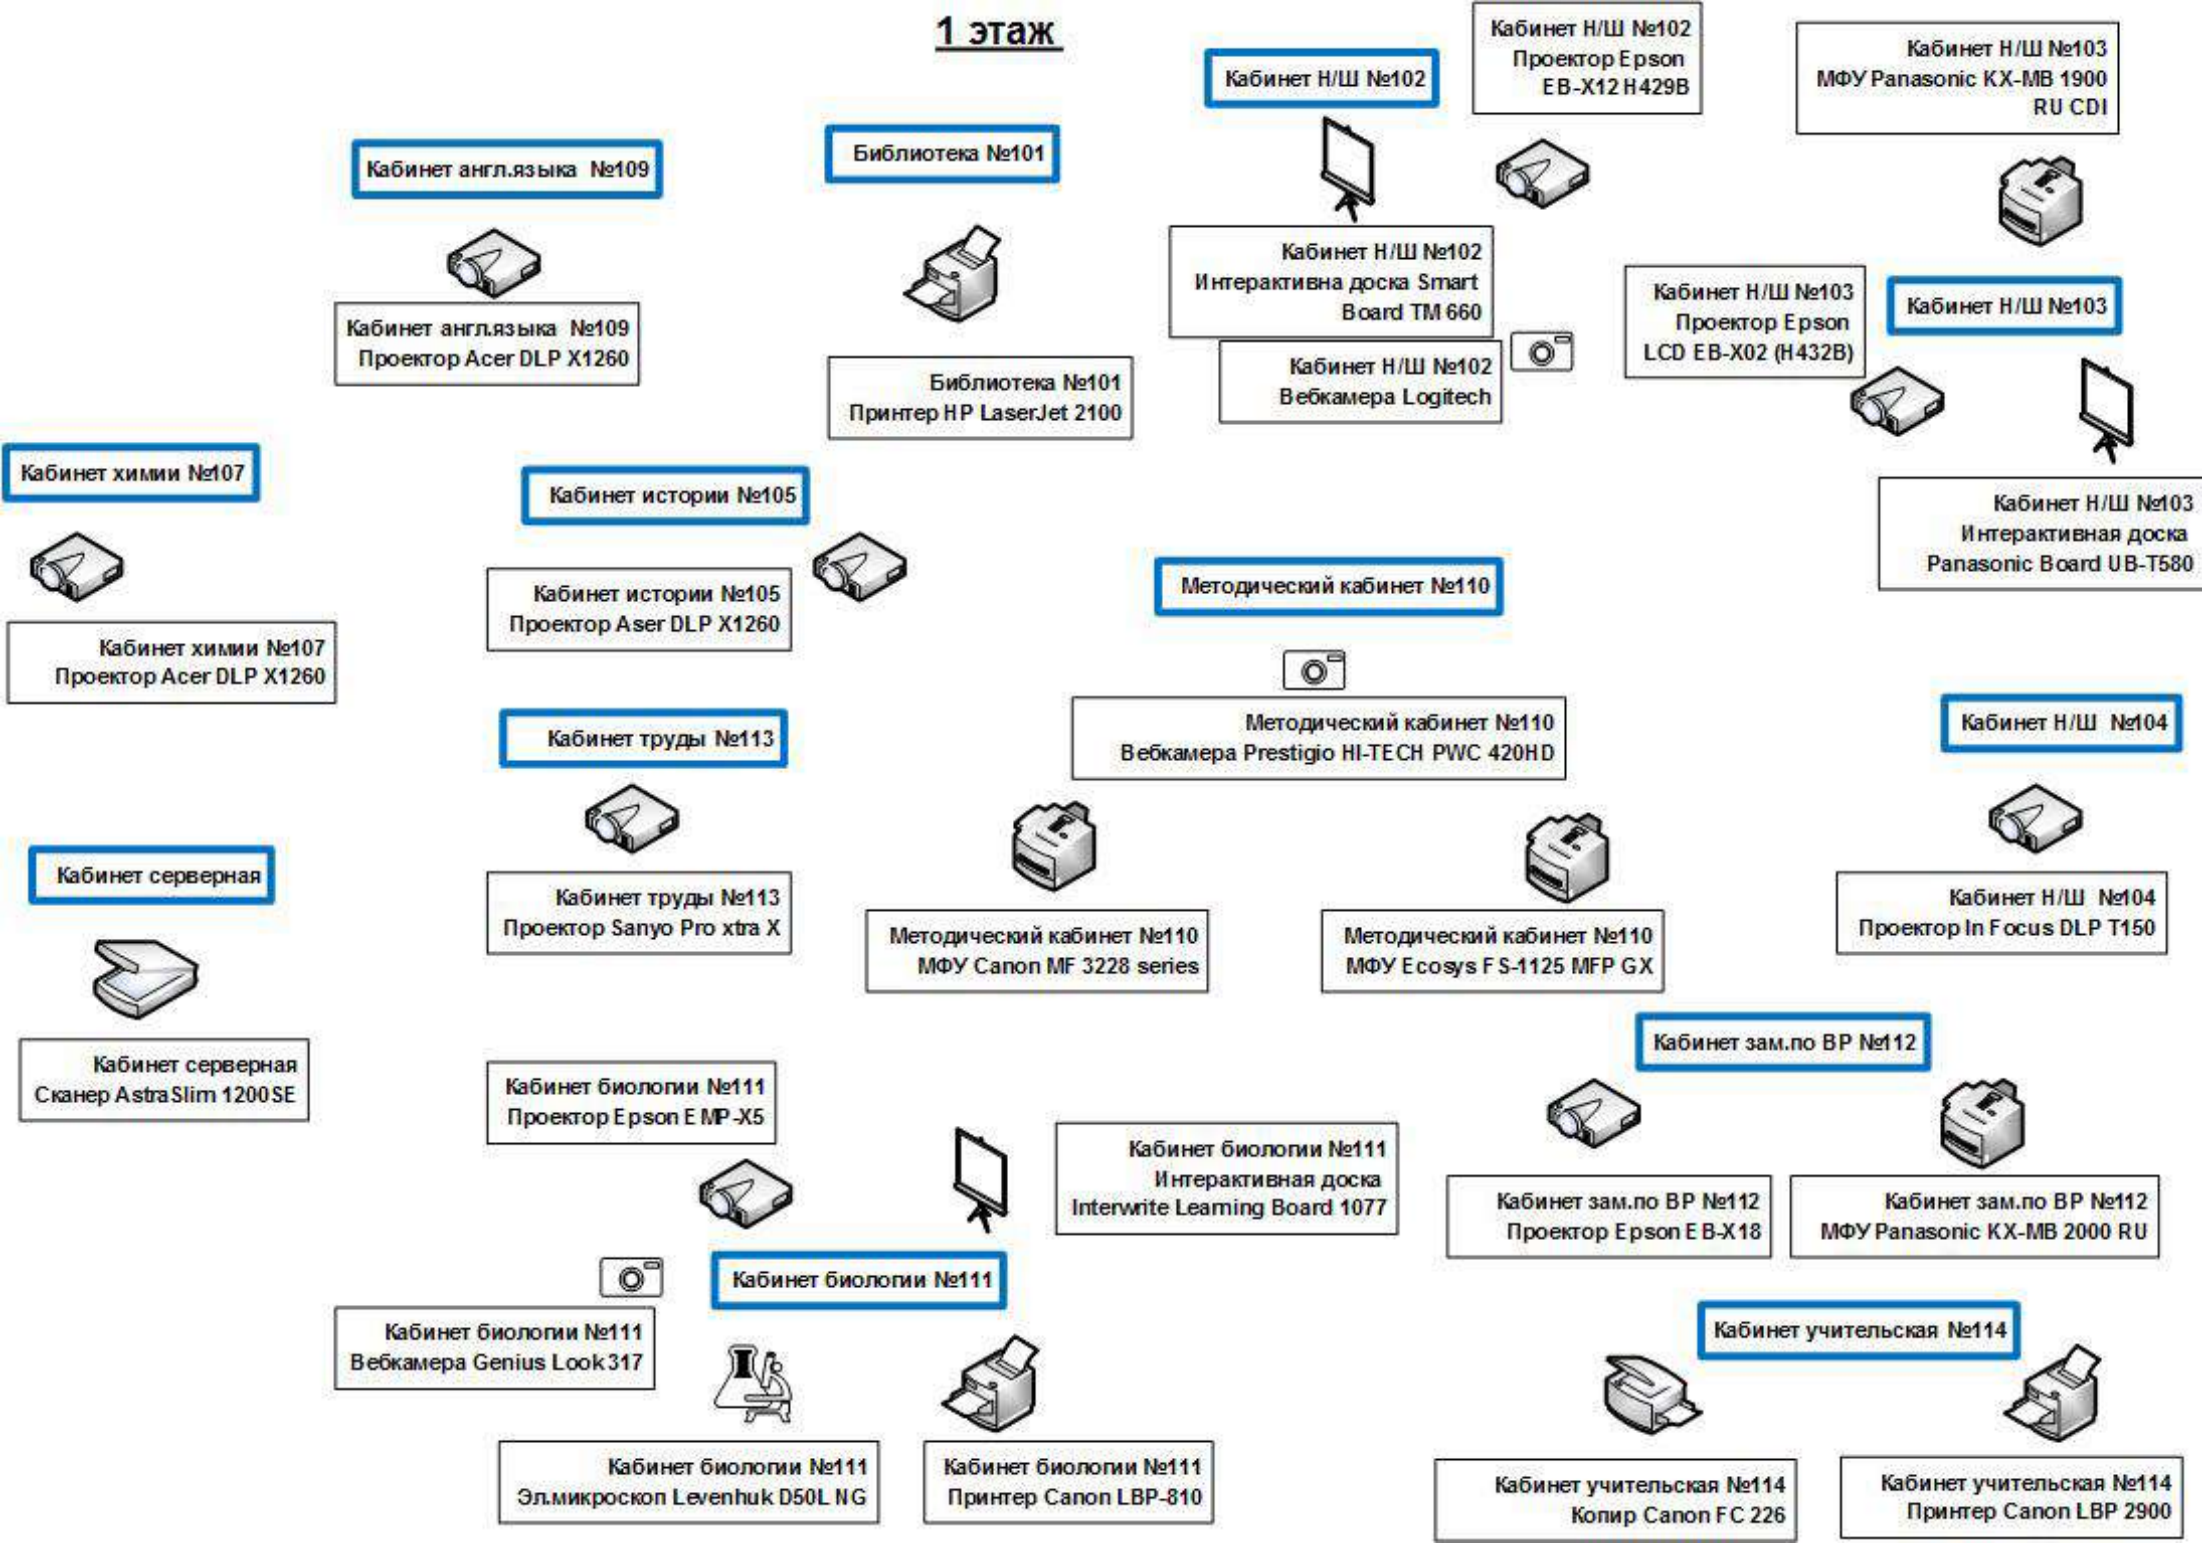 1 этаж
Кабинет Н/Ш №102
Кабинет Н/Ш №102
Проектор Epson
EB-X12 H429B
Кабинет Н/Ш №103
МФУ Panasonic KX-MB 1900
RU CDI
Кабинет англ.языка №109
Библиотека №101
Кабинет Н/Ш №102
Интерактивна доска Smart
Board TM 660
Кабинет Н/Ш №103
Проектор Epson
LCD EB-X02 (H432B)
Кабинет Н/Ш №103
Кабинет англ.языка №109
Проектор Acer DLP X1260
Библиотека №101
Принтер HP LaserJet 2100
Кабинет Н/Ш №102
Вебкамера Logitech
Кабинет химии №107
Кабинет истории №105
Кабинет Н/Ш №103
Интерактивная доска
Panasonic Board UB-T580
Кабинет истории №105
Проектор Aser DLP X1260
Методический кабинет №110
Кабинет химии №107
Проектор Acer DLP X1260
Методический кабинет №110
Вебкамера Prestigio HI-TECH PWC 420HD
Кабинет труды №113
Кабинет Н/Ш №104
Кабинет серверная
Кабинет труды №113
Проектор Sanyo Pro xtra X
Методический кабинет №110
МФУ Canon MF 3228 series
Методический кабинет №110
МФУ Ecosys FS-1125 MFP GX
Кабинет Н/Ш №104
Проектор In Focus DLP T150
Кабинет зам.по ВР №112
Кабинет серверная
Сканер AstraSlim 1200SE
Кабинет биологии №111
Проектор Epson EMP-X5
Кабинет биологии №111
Интерактивная доска
Interwrite Learning Board 1077
Кабинет зам.по ВР №112
Проектор Epson EB-X18
Кабинет зам.по ВР №112
МФУ Panasonic KX-MB 2000 RU
Кабинет биологии №111
Кабинет биологии №111
Вебкамера Genius Look 317
Кабинет учительская №114
Кабинет биологии №111
Эл.микроскоп Levenhuk D50L NG
Кабинет биологии №111
Принтер Canon LBP-810
Кабинет учительская №114
Копир Canon FC 226
Кабинет учительская №114
Принтер Canon LBP 2900